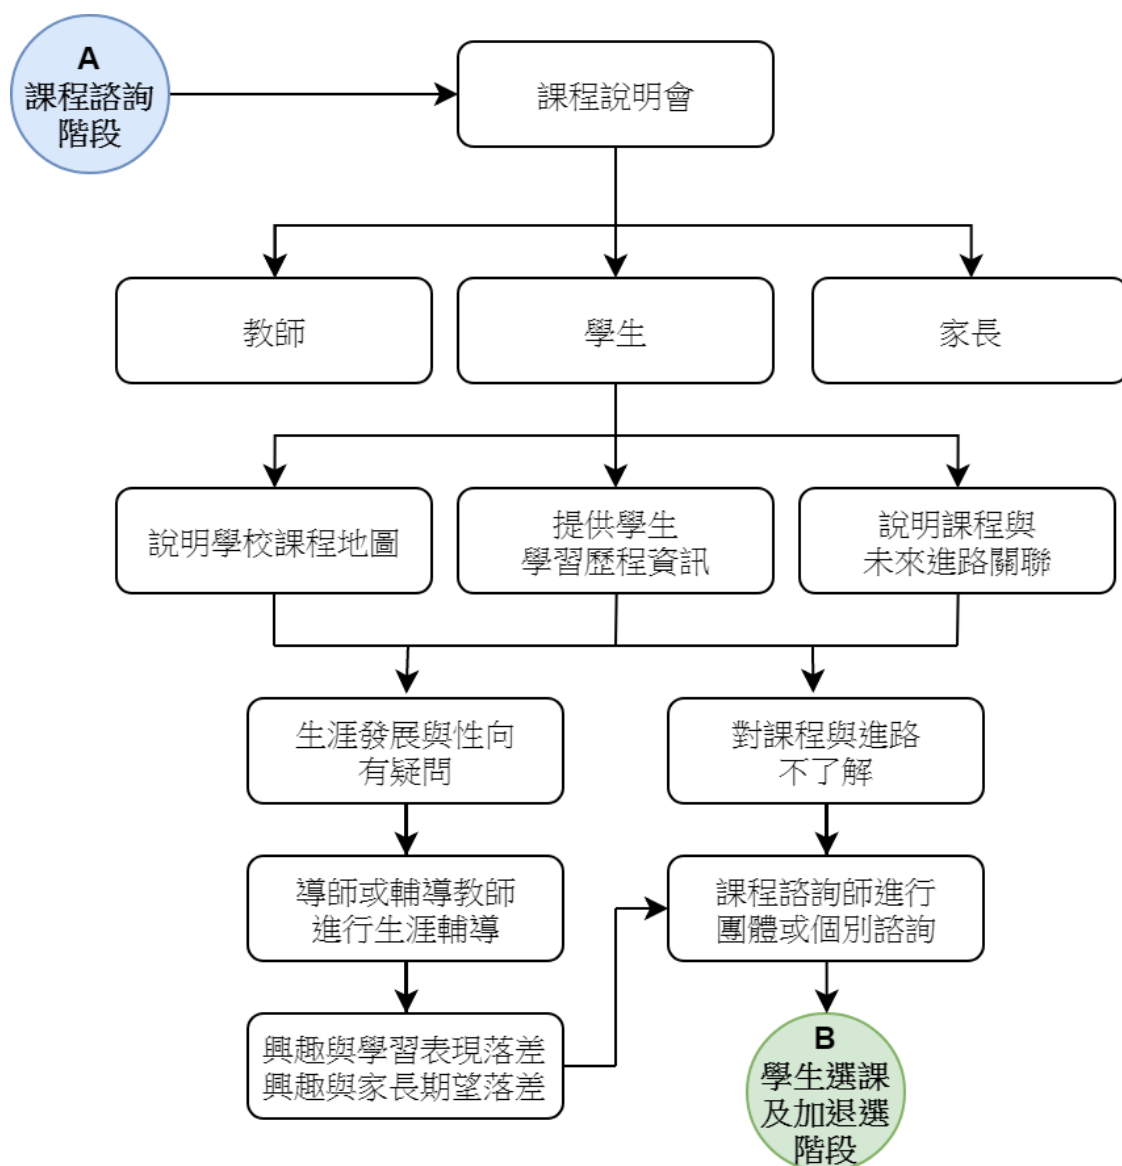 A
課程諮詢
階段
課程說明會
教師
學生
家長
說明學校課程地圖
提供學生
學習歷程資訊
說明課程與
未來進路關聯
生涯發展與性向
有疑問
對課程與進路
不了解
導師或輔導教師
進行生涯輔導
課程諮詢師進行
團體或個別諮詢
興趣與學習表現落差
興趣與家長期望落差
B
學生選課
及加退選
階段